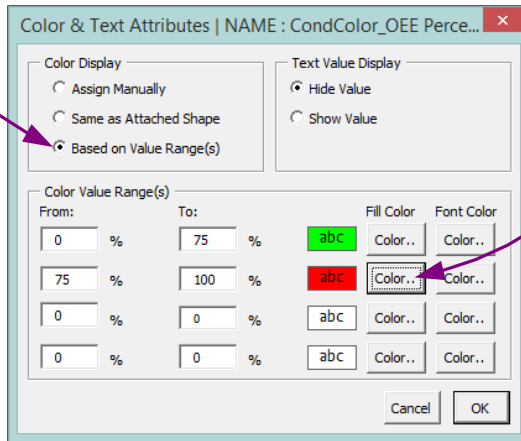 Color & Text Attributes | NAME : CondColor_OEE Perce... ×
Color Display
Assign Manually
Same as Attached Shape
Based on Value Range(s)
Text Value Display
Hide Value
Show Value
Color Value Range(s)
From: To: Fill Color Font Color
0 % 75 % abc Color.. Color..
75 % 100 % abc Color.. Color..
0 % 0 % abc Color.. Color..
0 % 0 % abc Color.. Color..
Cancel OK